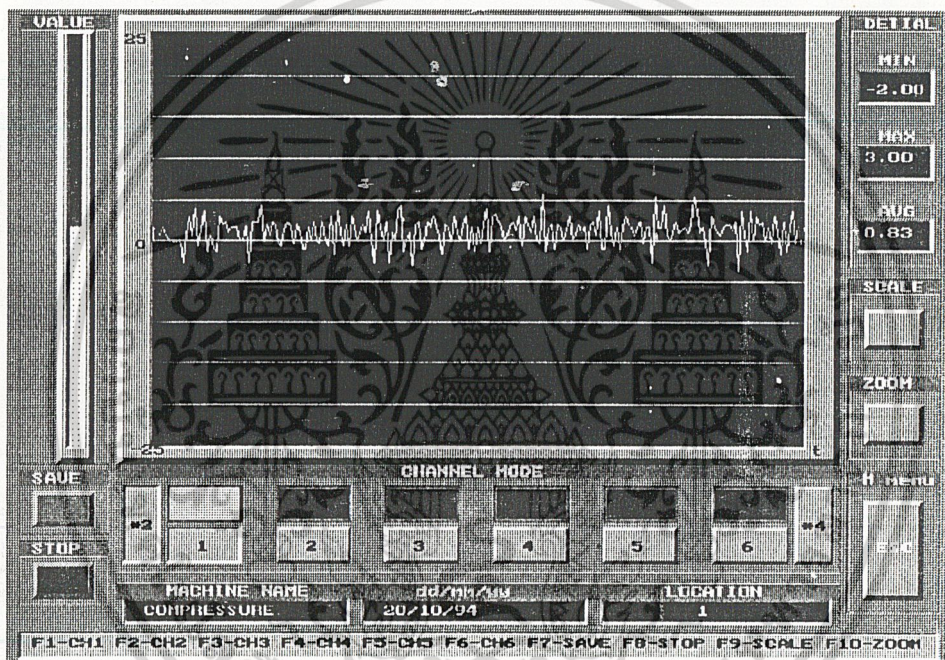 VALUE
25
0
-25
t
DETIAL
MIN
-2.00
MAX
3.00
AVG
0.83
SCALE
ZOOM
H menu
ESC
SAVE
STOP
CHANNEL MODE
#2
1
2
3
4
5
6
#4
MACHINE NAME
dd/mm/yy
LOCATION
COMPRESSURE
20/10/94
1
F1-CH1 F2-CH2 F3-CH3 F4-CH4 F5-CH5 F6-CH6 F7-SAVE F8-STOP F9-SCALE F10-ZOOM